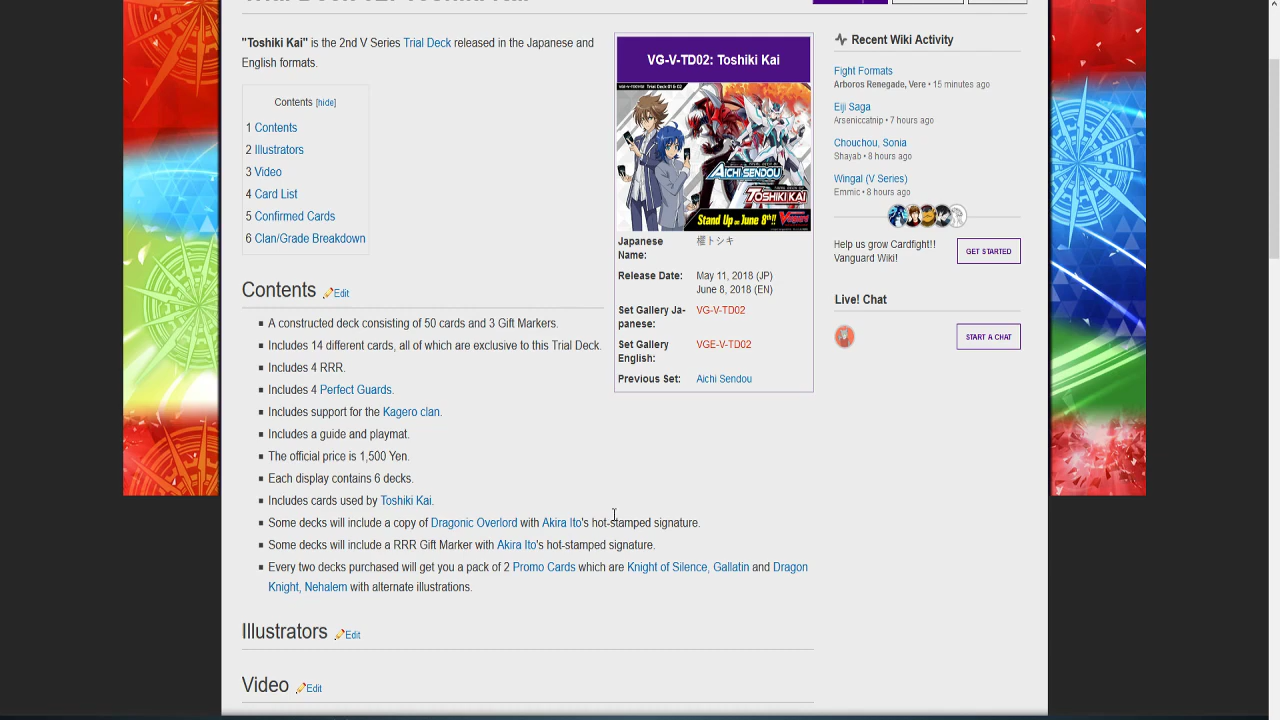 "Toshiki Kai" is the 2nd V Series Trial Deck released in the Japanese and
English formats.
Contents [hide]
1 Contents
2 Illustrators
3 Video
4 Card List
5 Confirmed Cards
6 Clan/Grade Breakdown
VG-V-TD02: Toshiki Kai
AICHI SENDOU
TOSHIKI KAI
Stand Up on June 8th!!
Vanguard
Japanese
Name:
櫂トシキ
Release Date:
May 11, 2018 (JP)
June 8, 2018 (EN)
Set Gallery Ja-
panese:
VG-V-TD02
Set Gallery
English:
VGE-V-TD02
Previous Set:
Aichi Sendou
Contents Edit
A constructed deck consisting of 50 cards and 3 Gift Markers.
Includes 14 different cards, all of which are exclusive to this Trial Deck.
Includes 4 RRR.
Includes 4 Perfect Guards.
Includes support for the Kagero clan.
Includes a guide and playmat.
The official price is 1,500 Yen.
Each display contains 6 decks.
Includes cards used by Toshiki Kai.
Some decks will include a copy of Dragonic Overlord with Akira Ito's hot-stamped signature.
Some decks will include a RRR Gift Marker with Akira Ito's hot-stamped signature.
Every two decks purchased will get you a pack of 2 Promo Cards which are Knight of Silence, Gallatin and Dragon
Knight, Nehalem with alternate illustrations.
Illustrators Edit
Video Edit
Recent Wiki Activity
Fight Formats
Arboros Renegade, Vere • 15 minutes ago
Eiji Saga
Arseniccatnip • 7 hours ago
Chouchou, Sonia
Shayab • 8 hours ago
Wingal (V Series)
Emmic • 8 hours ago
Help us grow Cardfight!!
Vanguard Wiki!
GET STARTED
Live! Chat
START A CHAT